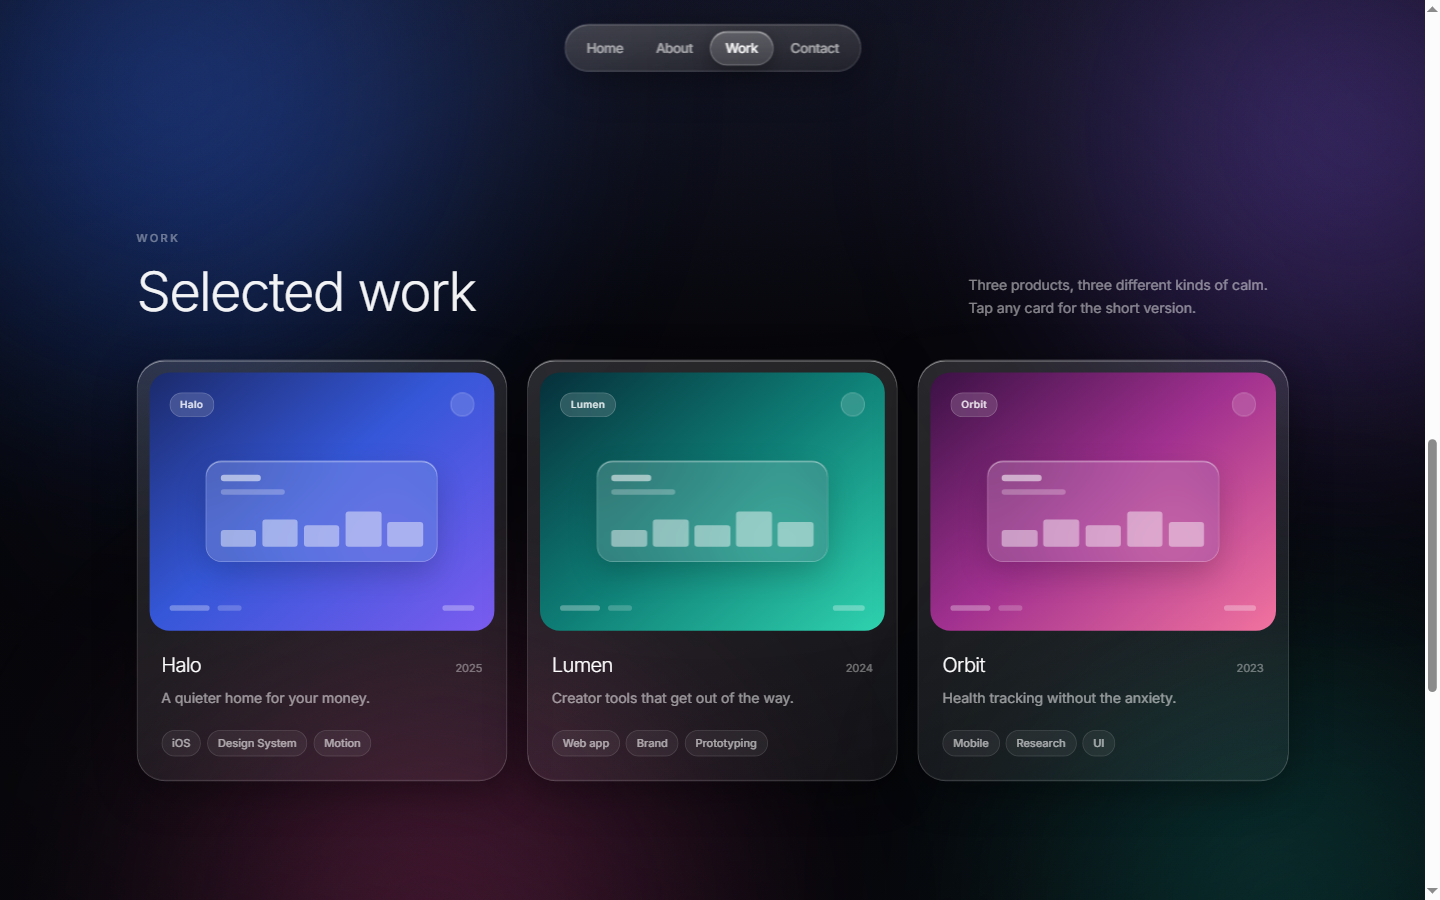 Home About Work Contact
WORK
Selected work
Three products, three different kinds of calm.
Tap any card for the short version.
Halo
Halo 2025
A quieter home for your money.
iOS Design System Motion
Lumen
Lumen 2024
Creator tools that get out of the way.
Web app Brand Prototyping
Orbit
Orbit 2023
Health tracking without the anxiety.
Mobile Research UI